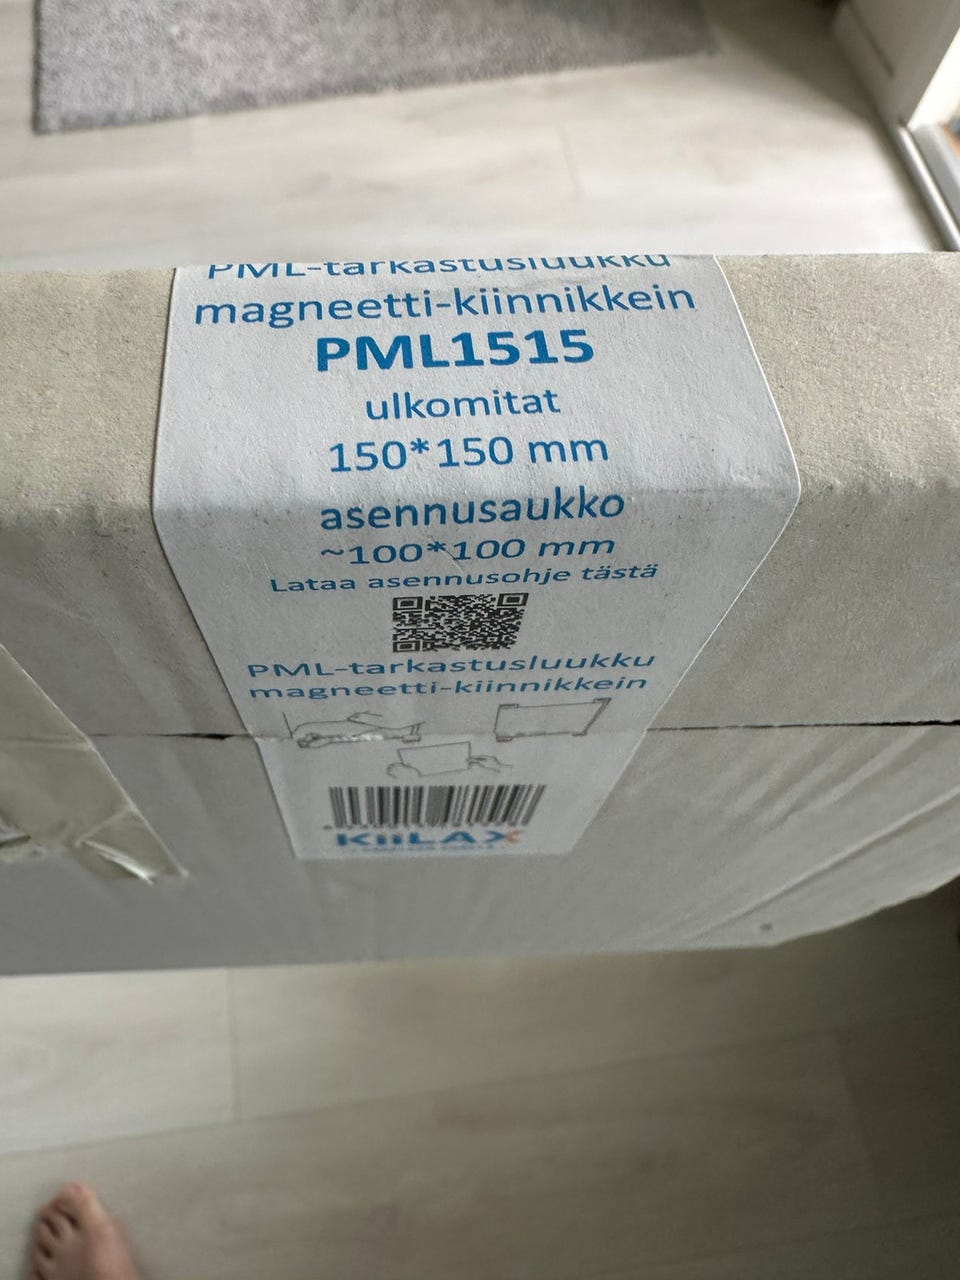 PML-tarkastusluukku
magneetti-kiinnikkein
PML1515
ulkomitat
150*150 mm
asennusaukko
~100*100 mm
Lataa asennusohje tästä
PML-tarkastusluukku
magneetti-kiinnikkein
KiiLAX